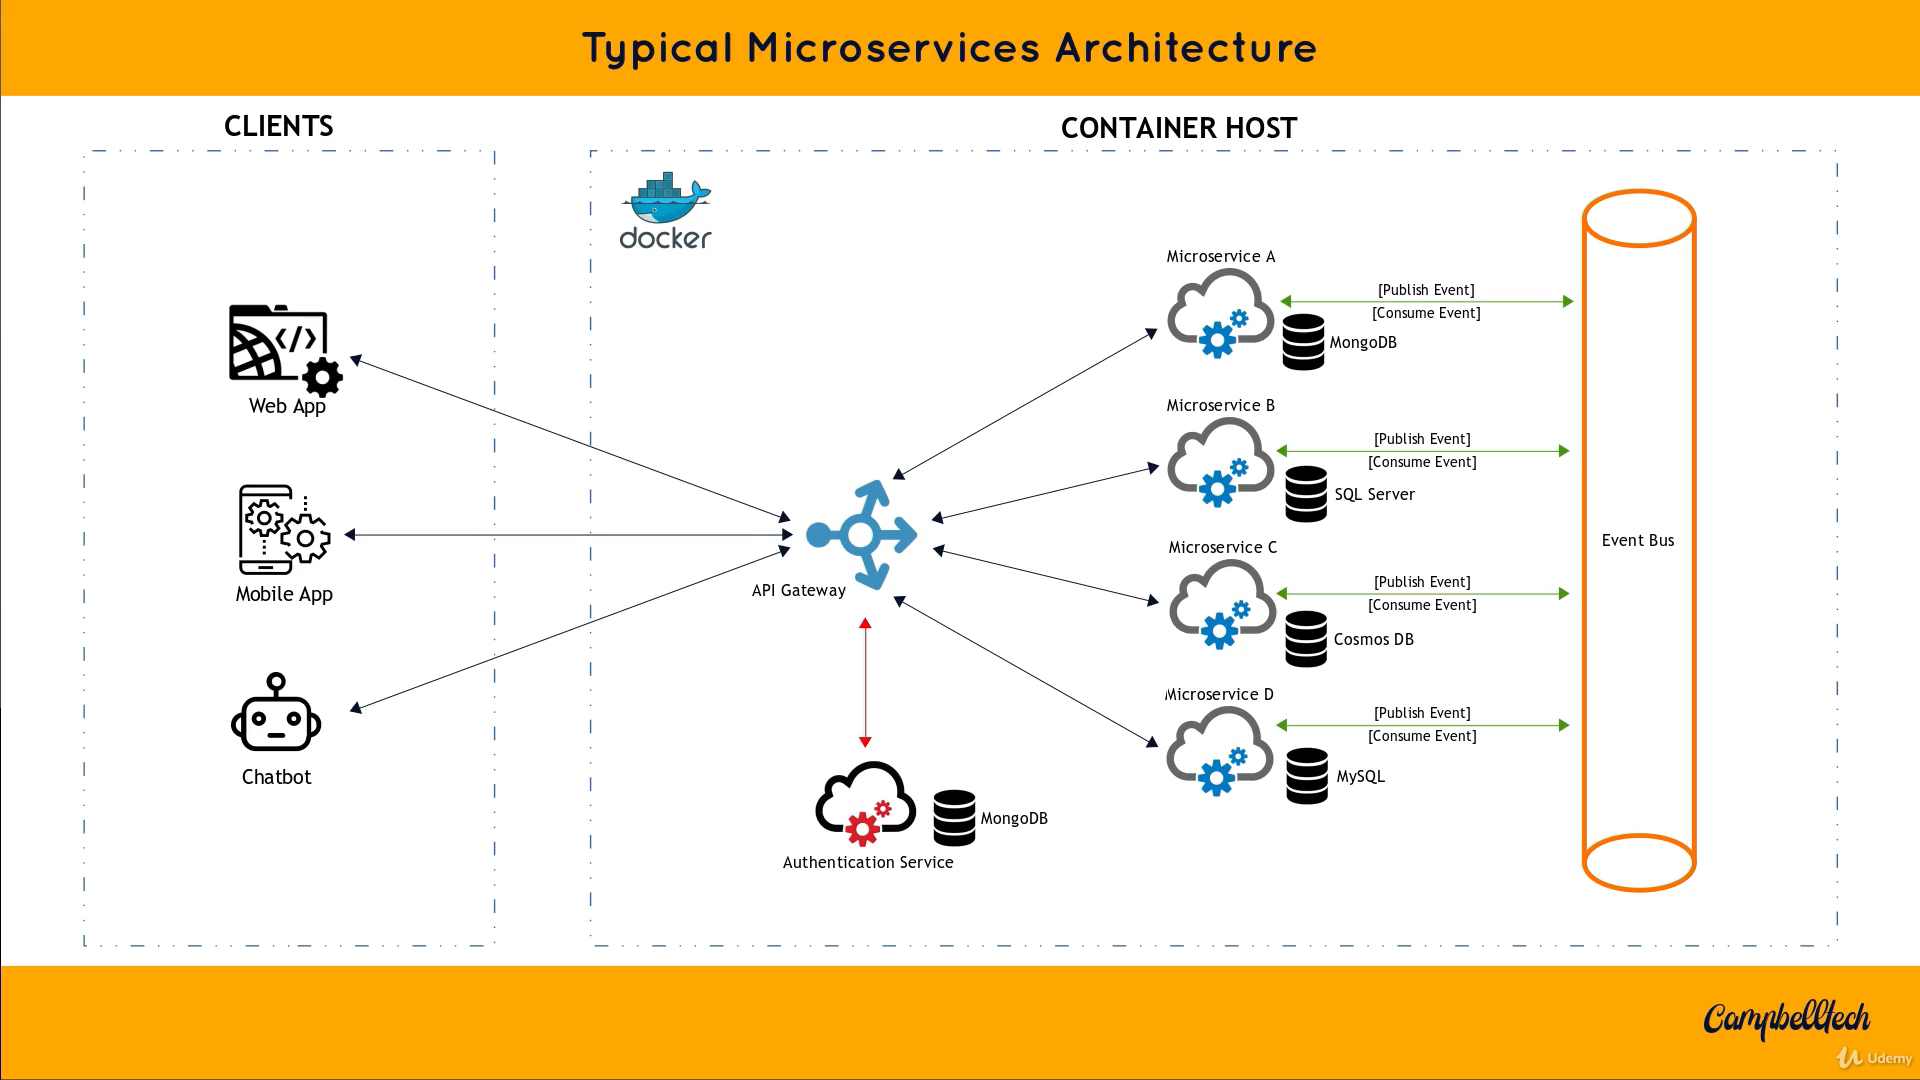 Typical Microservices Architecture
CLIENTS
CONTAINER HOST
docker
Web App
Mobile App
Chatbot
API Gateway
Authentication Service
MongoDB
Microservice A
MongoDB
[Publish Event]
[Consume Event]
Microservice B
SQL Server
[Publish Event]
[Consume Event]
Microservice C
Cosmos DB
[Publish Event]
[Consume Event]
Microservice D
MySQL
[Publish Event]
[Consume Event]
Event Bus
Campbelltech
Udemy